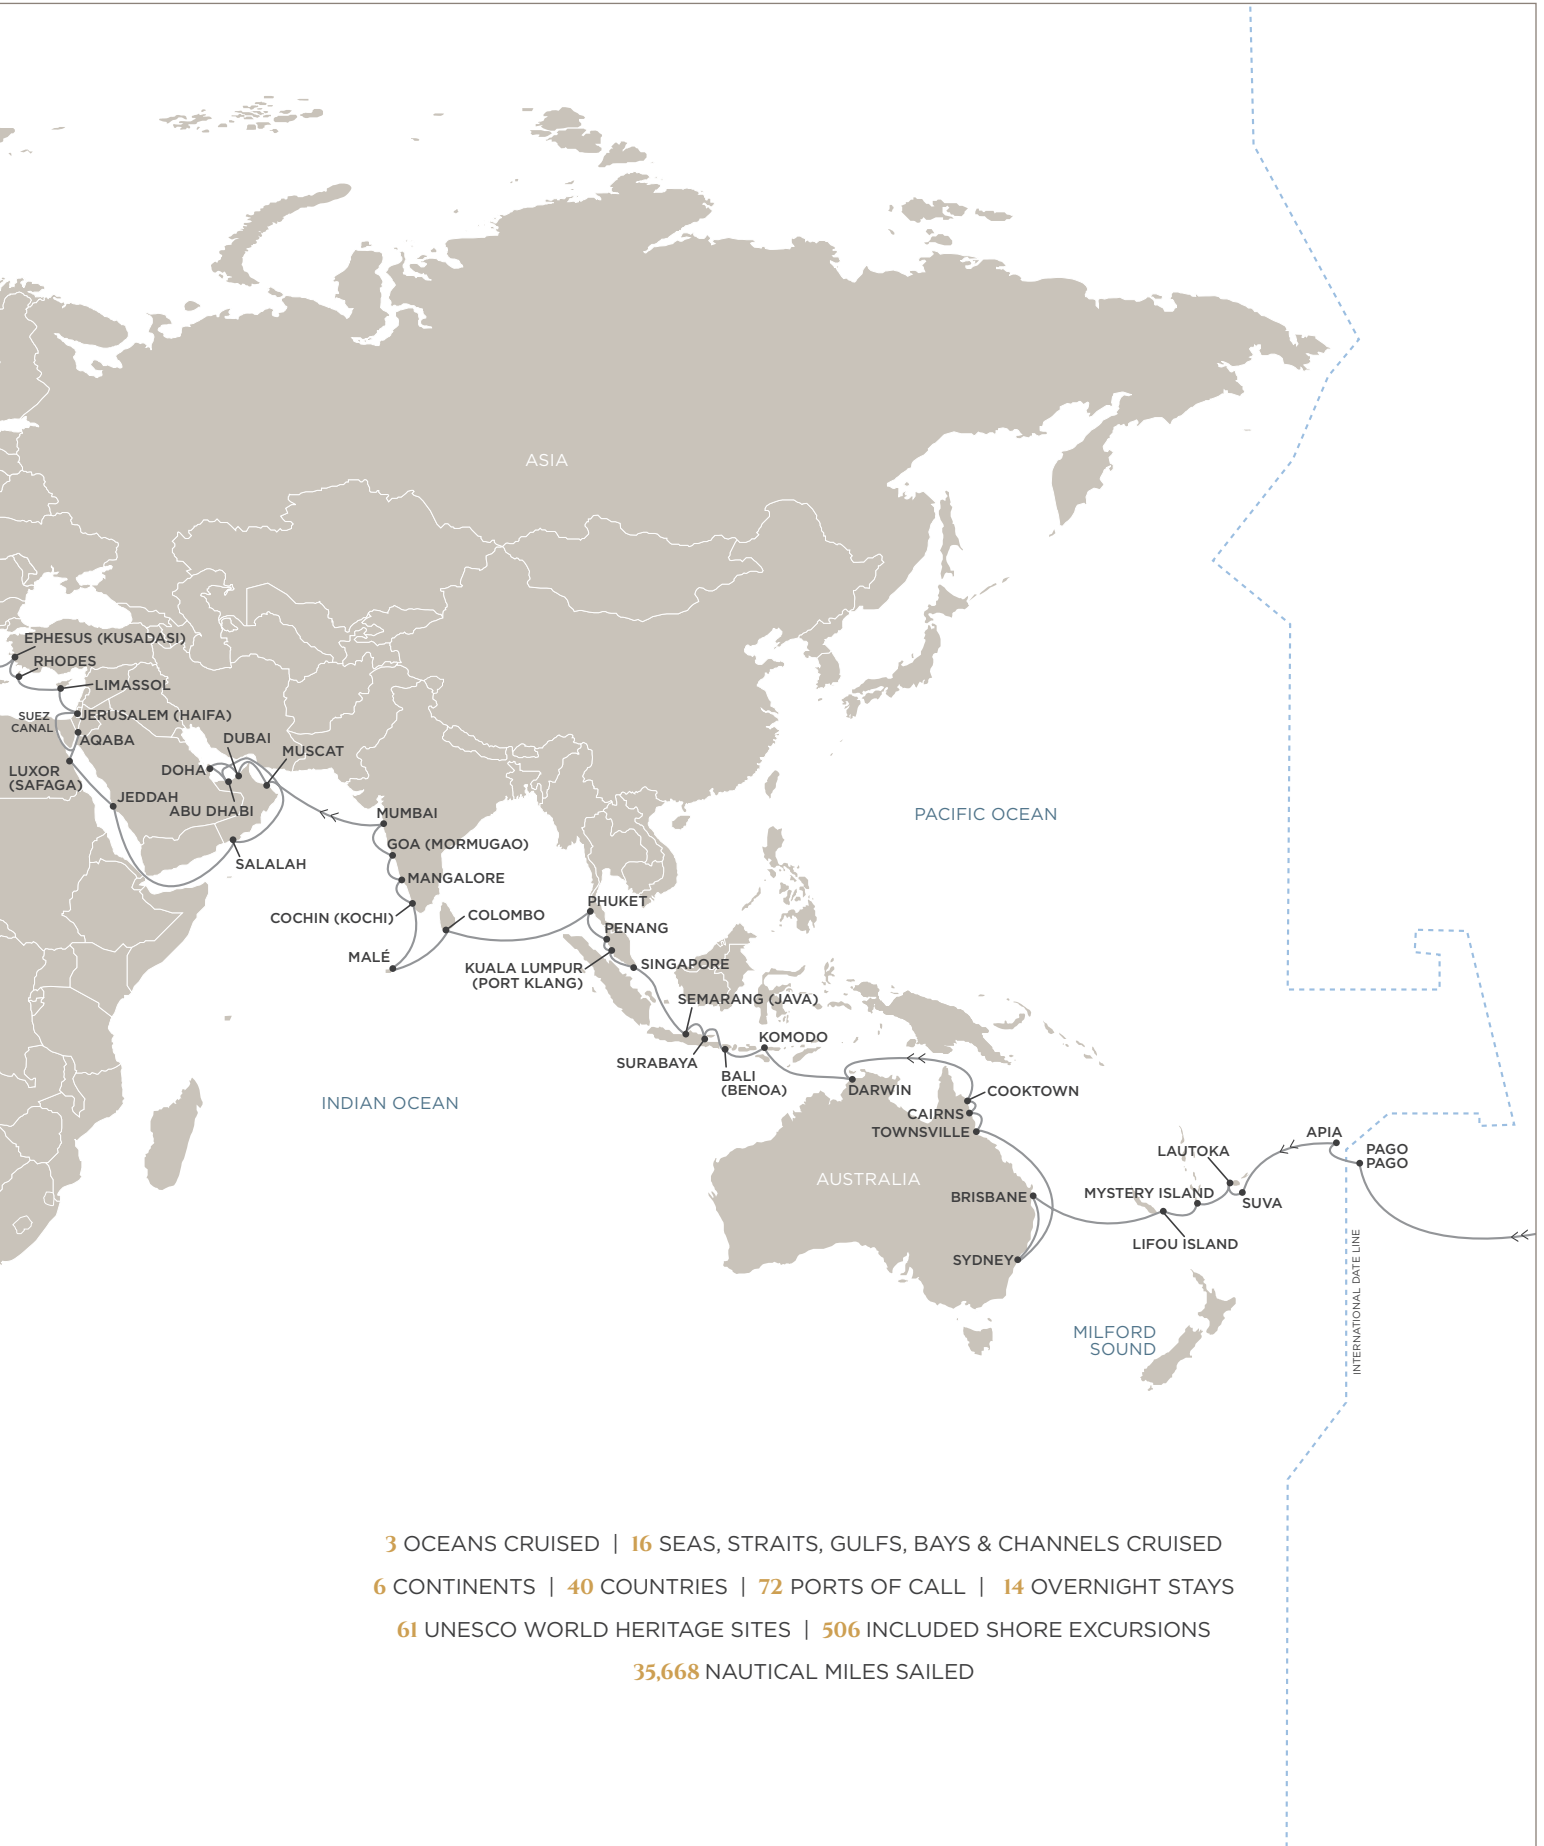 ASIA
EPHESUS (KUSADASI)
RHODES
LIMASSOL
SUEZ
CANAL
JERUSALEM (HAIFA)
AQABA
DUBAI
MUSCAT
LUXOR
(SAFAGA)
DOHA
JEDDAH
ABU DHABI
MUMBAI
PACIFIC OCEAN
GOA (MORMUGAO)
SALALAH
MANGALORE
COCHIN (KOCHI)
COLOMBO
PHUKET
PENANG
MALÉ
KUALA LUMPUR
(PORT KLANG)
SINGAPORE
SEMARANG (JAVA)
KOMODO
SURABAYA
BALI
(BENOA)
DARWIN
COOKTOWN
INDIAN OCEAN
CAIRNS
TOWNSVILLE
APIA
LAUTOKA
PAGO
PAGO
AUSTRALIA
BRISBANE
MYSTERY ISLAND
SUVA
LIFOU ISLAND
SYDNEY
INTERNATIONAL DATE LINE
MILFORD
SOUND
3 OCEANS CRUISED | 16 SEAS, STRAITS, GULFS, BAYS & CHANNELS CRUISED
6 CONTINENTS | 40 COUNTRIES | 72 PORTS OF CALL | 14 OVERNIGHT STAYS
61 UNESCO WORLD HERITAGE SITES | 506 INCLUDED SHORE EXCURSIONS
35,668 NAUTICAL MILES SAILED